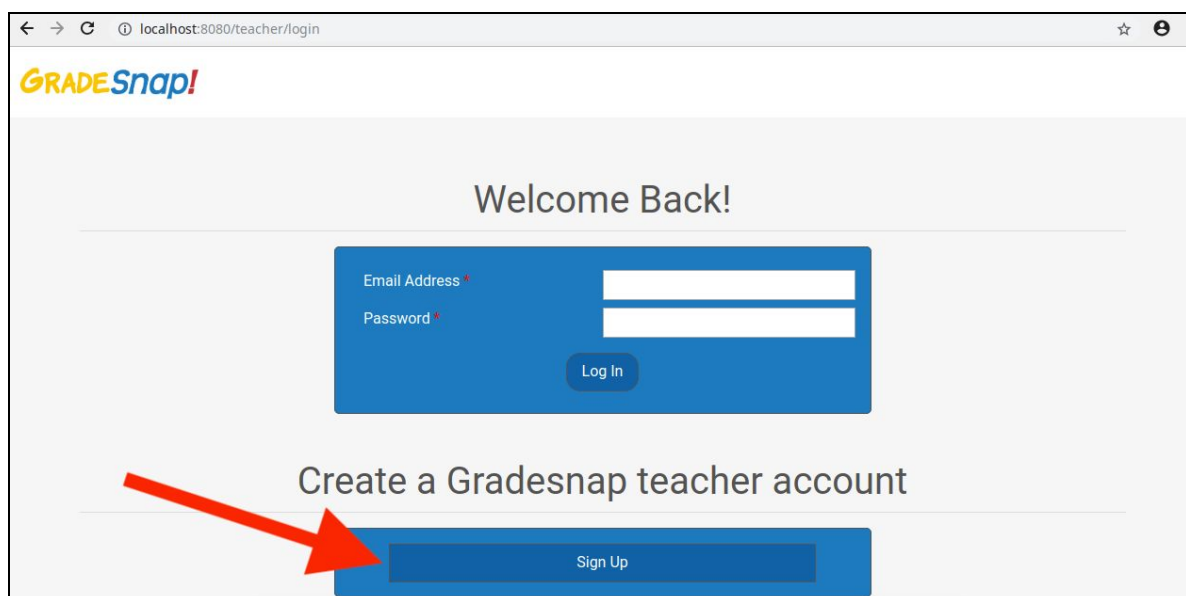 localhost:8080/teacher/login
GRADESnap!
Welcome Back!
Email Address *
Password *
Log In
Create a Gradesnap teacher account
Sign Up